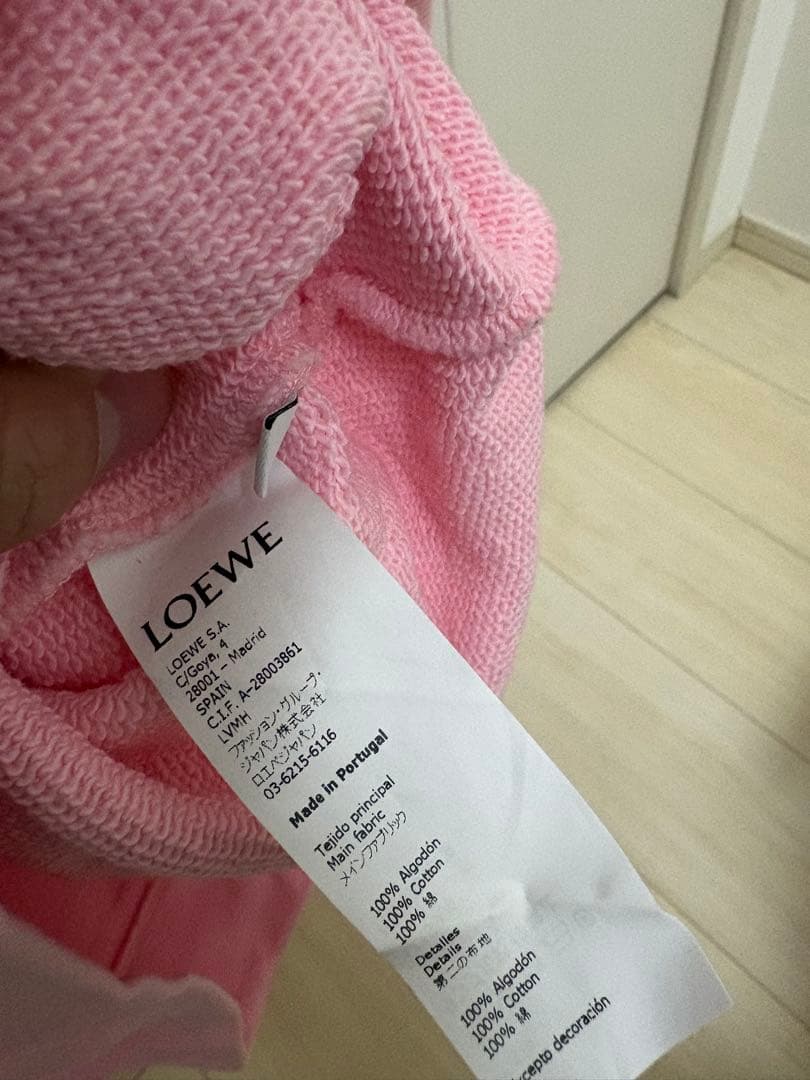 LOEWE
LOEWE S.A.
C/Goya, 4
28001 - Madrid
SPAIN
C.I.F. A-28003861
LVMH
ファッション・グループ・
ジャパン株式会社
ロエベジャパン
03-6215-6116
Made in Portugal
Tejido principal
Main fabric
メインファブリック
100% Algodón
100% Cotton
100% 綿
Detalles
Details
第二の布地
100% Algodón
100% Cotton
100% 綿
xcepto decoración